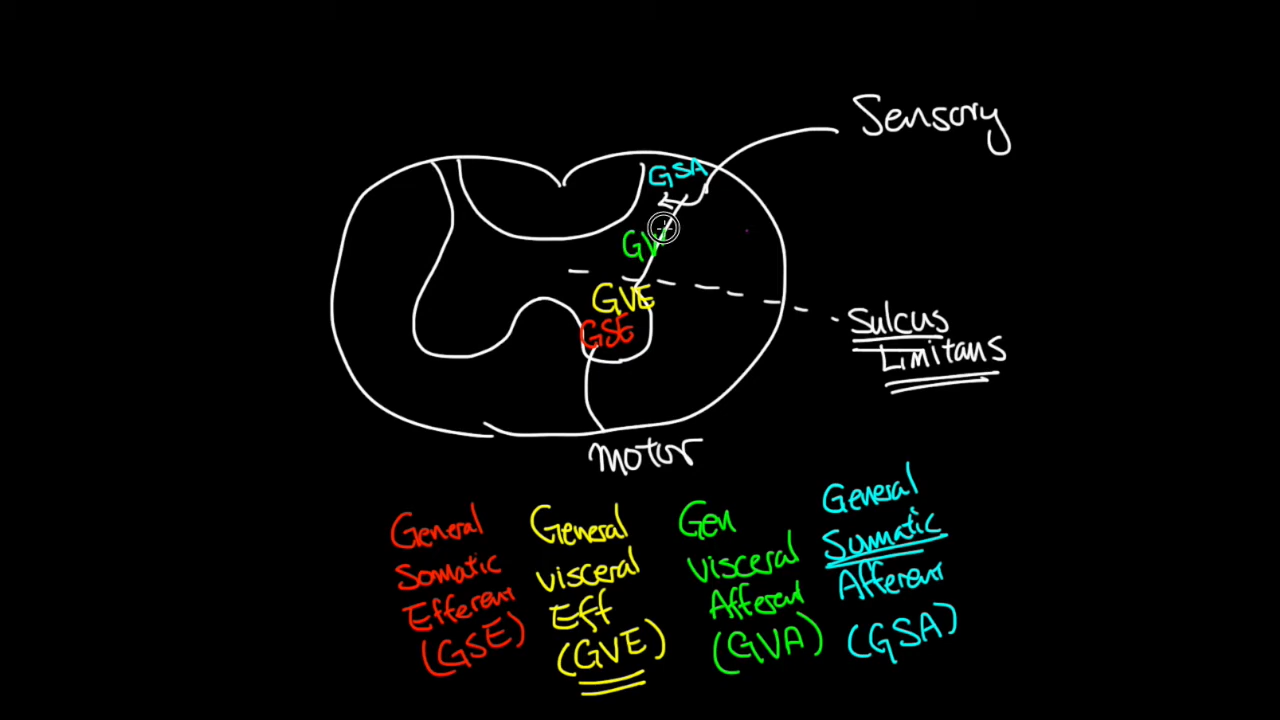 Sensory
GSA
GV
GVE
GSE
Sulcus
Limitans
motor
General
Somatic
Efferent
(GSE)
General
visceral
Eff
(GVE)
Gen
visceral
Afferent
(GVA)
General
Somatic
Afferent
(GSA)